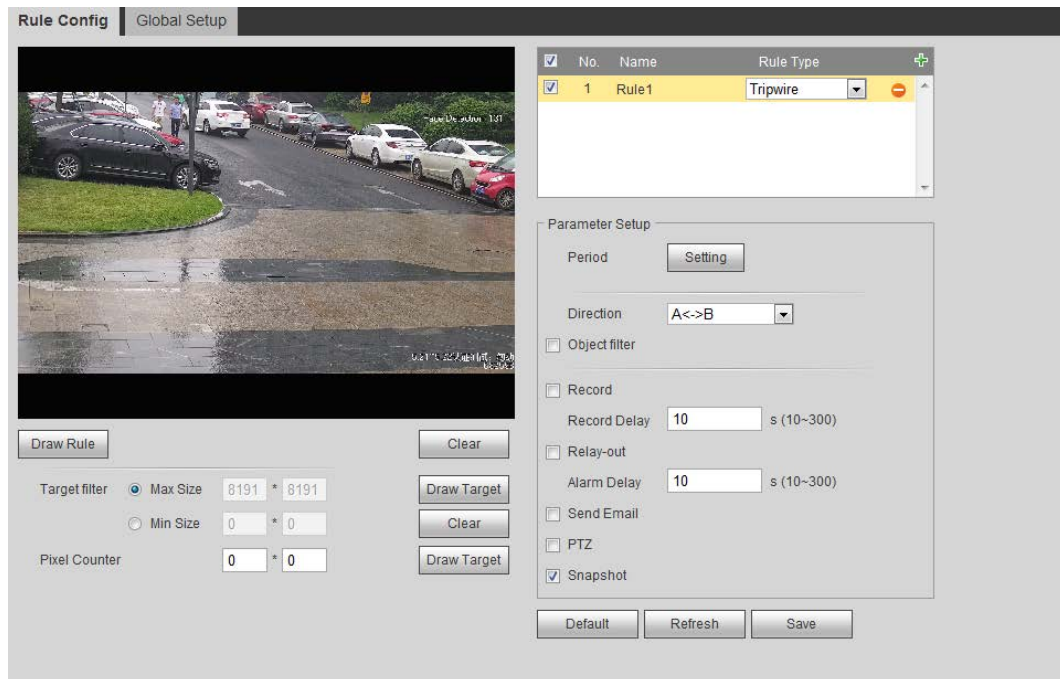 Rule Config Global Setup
No. Name Rule Type
1 Rule1 Tripwire
Parameter Setup
Period Setting
Direction A<->B
Object filter
Record
Record Delay 10 s (10~300)
Relay-out
Alarm Delay 10 s (10~300)
Send Email
PTZ
Snapshot
Default Refresh Save
Draw Rule Clear
Target filter Max Size 8191 * 8191 Draw Target
Min Size 0 * 0 Clear
Pixel Counter 0 * 0 Draw Target